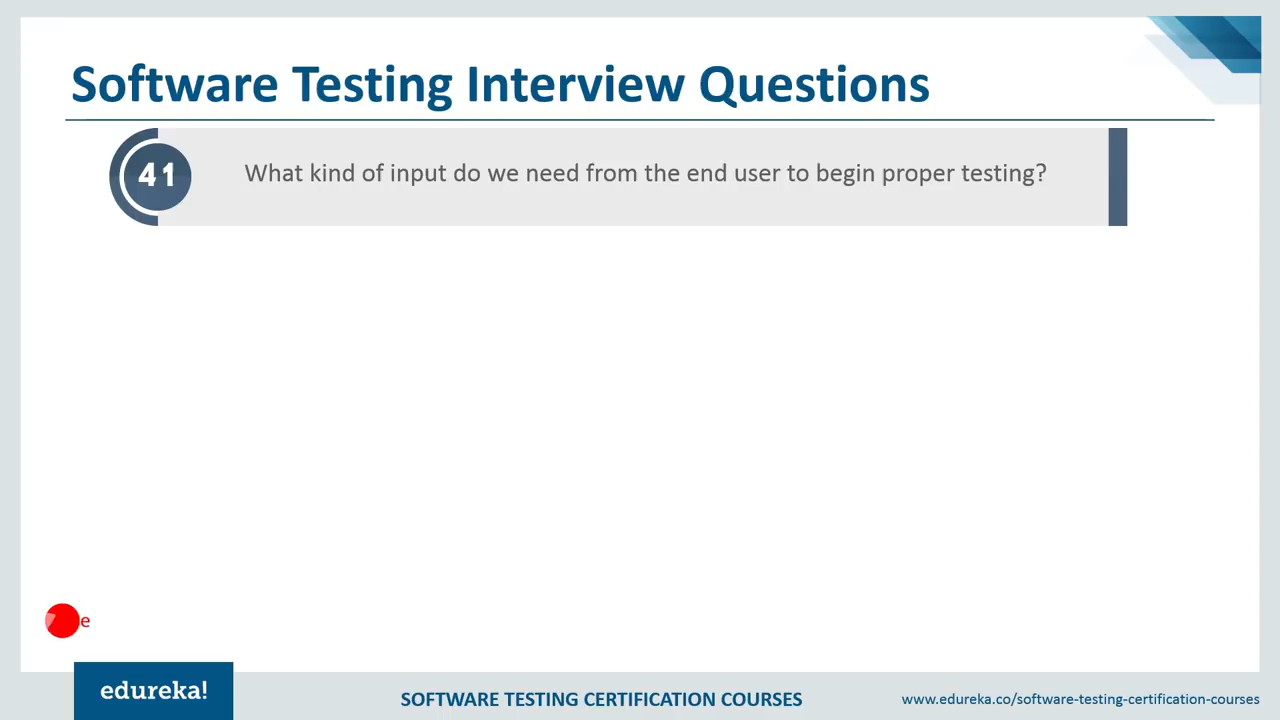 Software Testing Interview Questions
41
What kind of input do we need from the end user to begin proper testing?
e
edureka!
SOFTWARE TESTING CERTIFICATION COURSES
www.edureka.co/software-testing-certification-courses